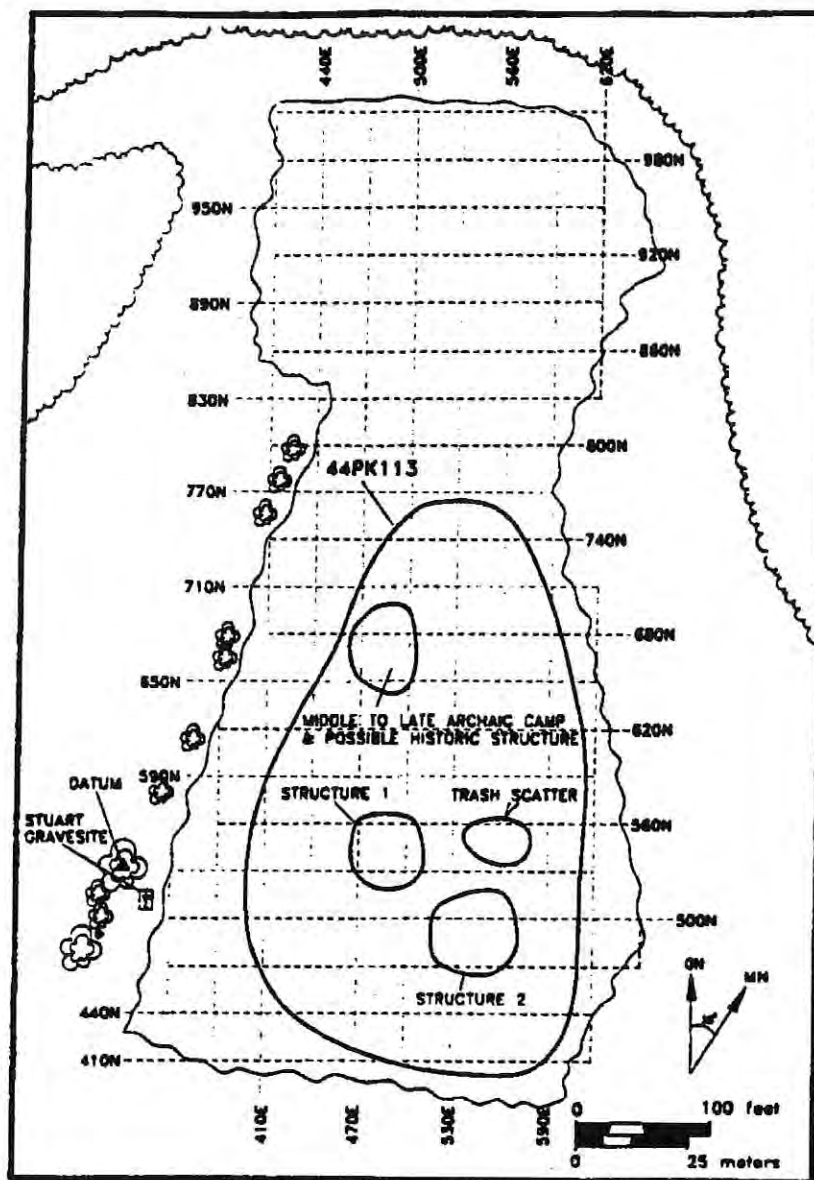 440E
500E
560E
620E
980N
950N
920N
890N
860N
830N
800N
44PK113
770N
740N
710N
680N
650N
MIDDLE TO LATE ARCHAIC CAMP
& POSSIBLE HISTORIC STRUCTURE
620N
590N
DATUM
STRUCTURE 1
TRASH SCATTER
STUART
GRAVESITE
560N
500N
GN
MN
STRUCTURE 2
440N
410N
410E
470E
530E
590E
0
100 feet
0
25 meters